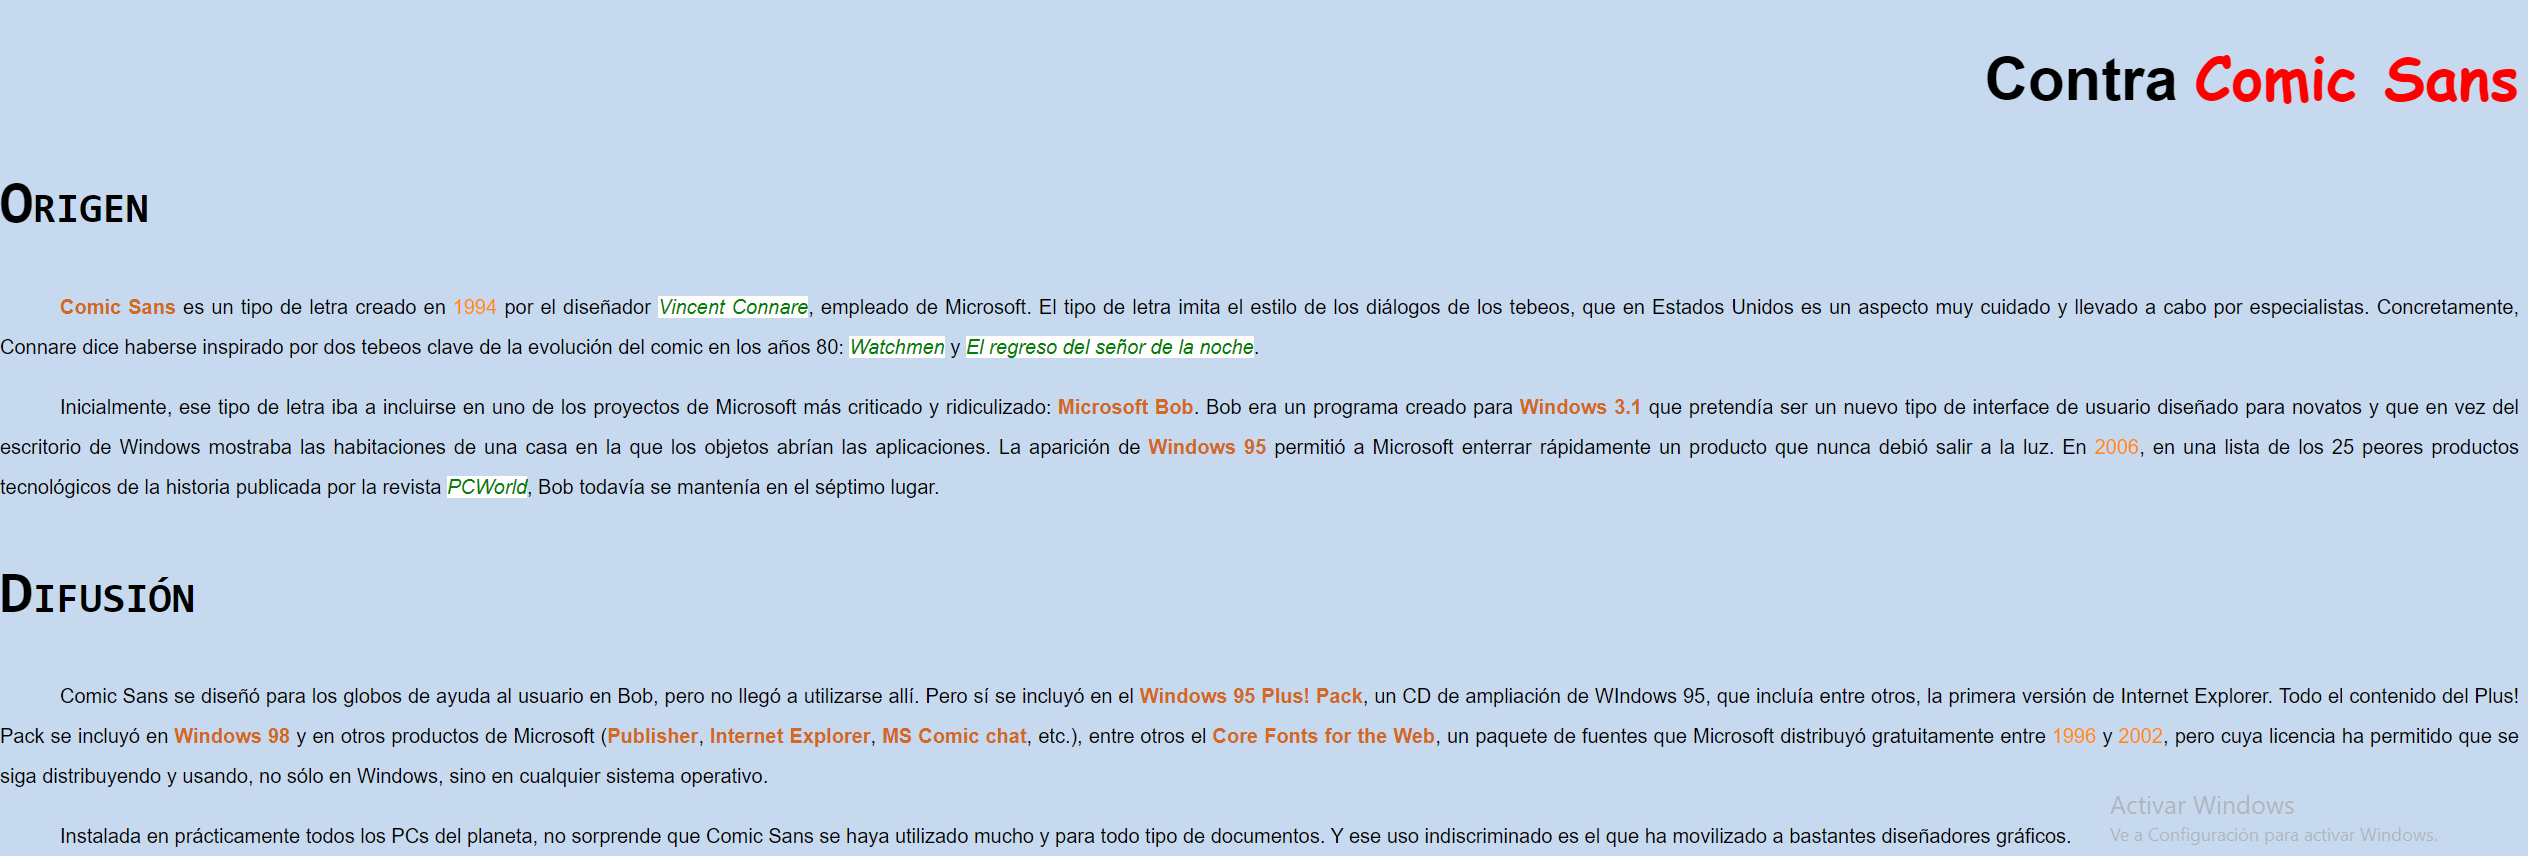 Contra Comic Sans
ORIGEN
Comic Sans es un tipo de letra creado en 1994 por el diseñador Vincent Connare, empleado de Microsoft. El tipo de letra imita el estilo de los diálogos de los tebeos, que en Estados Unidos es un aspecto muy cuidado y llevado a cabo por especialistas. Concretamente,
Connare dice haberse inspirado por dos tebeos clave de la evolución del comic en los años 80: Watchmen y El regreso del señor de la noche.
Inicialmente, ese tipo de letra iba a incluirse en uno de los proyectos de Microsoft más criticado y ridiculizado: Microsoft Bob. Bob era un programa creado para Windows 3.1 que pretendía ser un nuevo tipo de interface de usuario diseñado para novatos y que en vez del
escritorio de Windows mostraba las habitaciones de una casa en la que los objetos abrían las aplicaciones. La aparición de Windows 95 permitió a Microsoft enterrar rápidamente un producto que nunca debió salir a la luz. En 2006, en una lista de los 25 peores productos
tecnológicos de la historia publicada por la revista PCWorld, Bob todavía se mantenía en el séptimo lugar.
DIFUSIÓN
Comic Sans se diseñó para los globos de ayuda al usuario en Bob, pero no llegó a utilizarse allí. Pero sí se incluyó en el Windows 95 Plus! Pack, un CD de ampliación de WIndows 95, que incluía entre otros, la primera versión de Internet Explorer. Todo el contenido del Plus!
Pack se incluyó en Windows 98 y en otros productos de Microsoft (Publisher, Internet Explorer, MS Comic chat, etc.), entre otros el Core Fonts for the Web, un paquete de fuentes que Microsoft distribuyó gratuitamente entre 1996 y 2002, pero cuya licencia ha permitido que se
siga distribuyendo y usando, no sólo en Windows, sino en cualquier sistema operativo.
Instalada en prácticamente todos los PCs del planeta, no sorprende que Comic Sans se haya utilizado mucho y para todo tipo de documentos. Y ese uso indiscriminado es el que ha movilizado a bastantes diseñadores gráficos.
Activar Windows
Ve a Configuración para activar Windows.